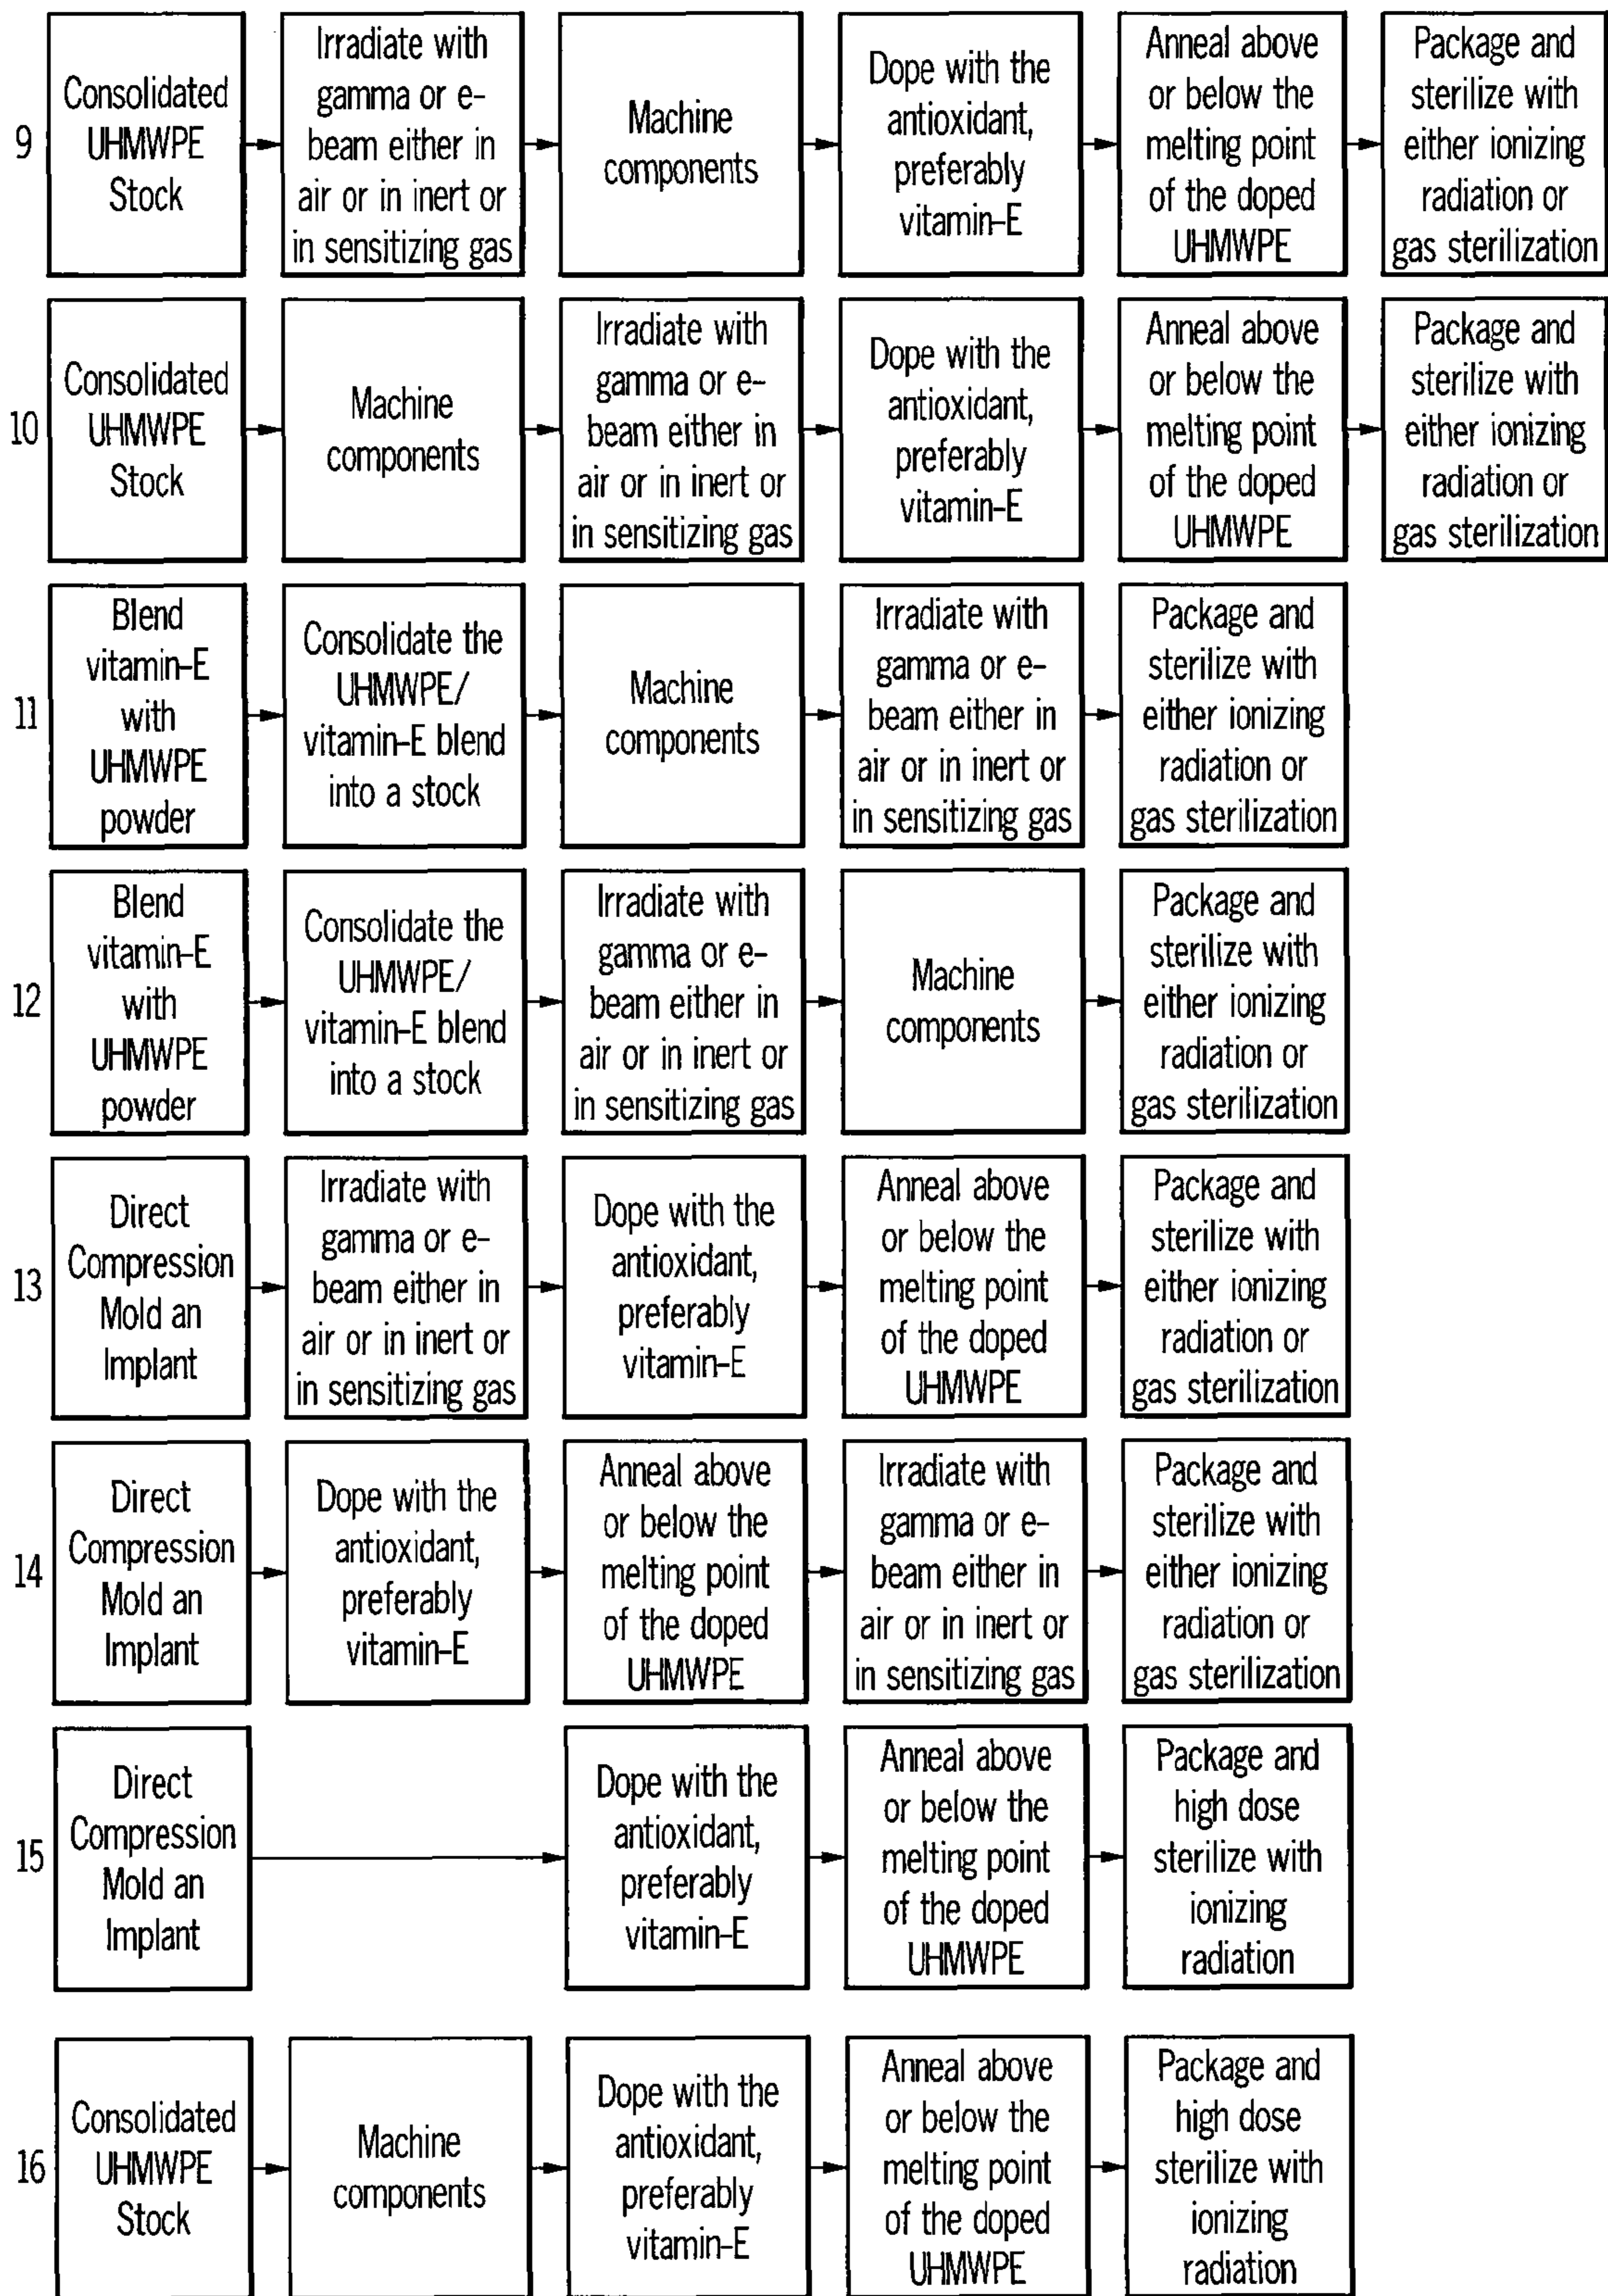 9
Consolidated
UHMWPE
Stock
Irradiate with
gamma or e-
beam either in
air or in inert or
in sensitizing gas
Machine
components
Dope with the
antioxidant,
preferably
vitamin-E
Anneal above
or below the
melting point
of the doped
UHMWPE
Package and
sterilize with
either ionizing
radiation or
gas sterilization
10
Consolidated
UHMWPE
Stock
Machine
components
Irradiate with
gamma or e-
beam either in
air or in inert or
in sensitizing gas
Dope with the
antioxidant,
preferably
vitamin-E
Anneal above
or below the
melting point
of the doped
UHMWPE
Package and
sterilize with
either ionizing
radiation or
gas sterilization
11
Blend
vitamin-E
with
UHMWPE
powder
Consolidate the
UHMWPE/
vitamin-E blend
into a stock
Machine
components
Irradiate with
gamma or e-
beam either in
air or in inert or
in sensitizing gas
Package and
sterilize with
either ionizing
radiation or
gas sterilization
12
Blend
vitamin-E
with
UHMWPE
powder
Consolidate the
UHMWPE/
vitamin-E blend
into a stock
Irradiate with
gamma or e-
beam either in
air or in inert or
in sensitizing gas
Machine
components
Package and
sterilize with
either ionizing
radiation or
gas sterilization
13
Direct
Compression
Mold an
Implant
Irradiate with
gamma or e-
beam either in
air or in inert or
in sensitizing gas
Dope with the
antioxidant,
preferably
vitamin-E
Anneal above
or below the
melting point
of the doped
UHMWPE
Package and
sterilize with
either ionizing
radiation or
gas sterilization
14
Direct
Compression
Mold an
Implant
Dope with the
antioxidant,
preferably
vitamin-E
Anneal above
or below the
melting point
of the doped
UHMWPE
Irradiate with
gamma or e-
beam either in
air or in inert or
in sensitizing gas
Package and
sterilize with
either ionizing
radiation or
gas sterilization
15
Direct
Compression
Mold an
Implant
Dope with the
antioxidant,
preferably
vitamin-E
Anneal above
or below the
melting point
of the doped
UHMWPE
Package and
high dose
sterilize with
ionizing
radiation
16
Consolidated
UHMWPE
Stock
Machine
components
Dope with the
antioxidant,
preferably
vitamin-E
Anneal above
or below the
melting point
of the doped
UHMWPE
Package and
high dose
sterilize with
ionizing
radiation